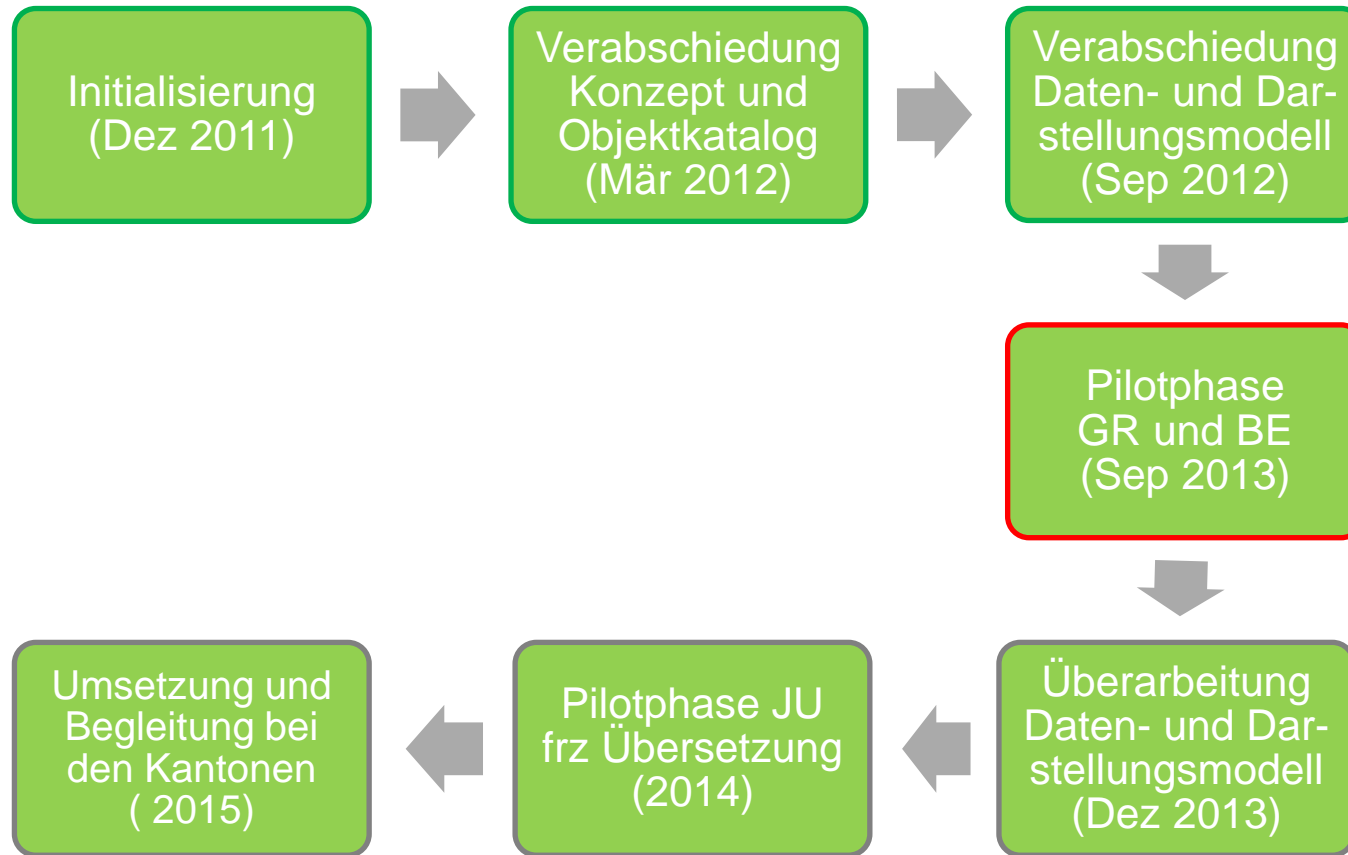 Initialisierung
(Dez 2011)
Verabschiedung
Konzept und
Objektkatalog
(Mär 2012)
Verabschiedung
Daten- und Dar-
stellungsmodell
(Sep 2012)
Pilotphase
GR und BE
(Sep 2013)
Überarbeitung
Daten- und Dar-
stellungsmodell
(Dez 2013)
Pilotphase JU
frz Übersetzung
(2014)
Umsetzung und
Begleitung bei
den Kantonen
( 2015)